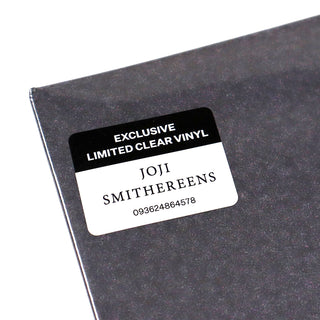 EXCLUSIVE
LIMITED CLEAR VINYL
JOJI
SMITHEREENS
093624864578